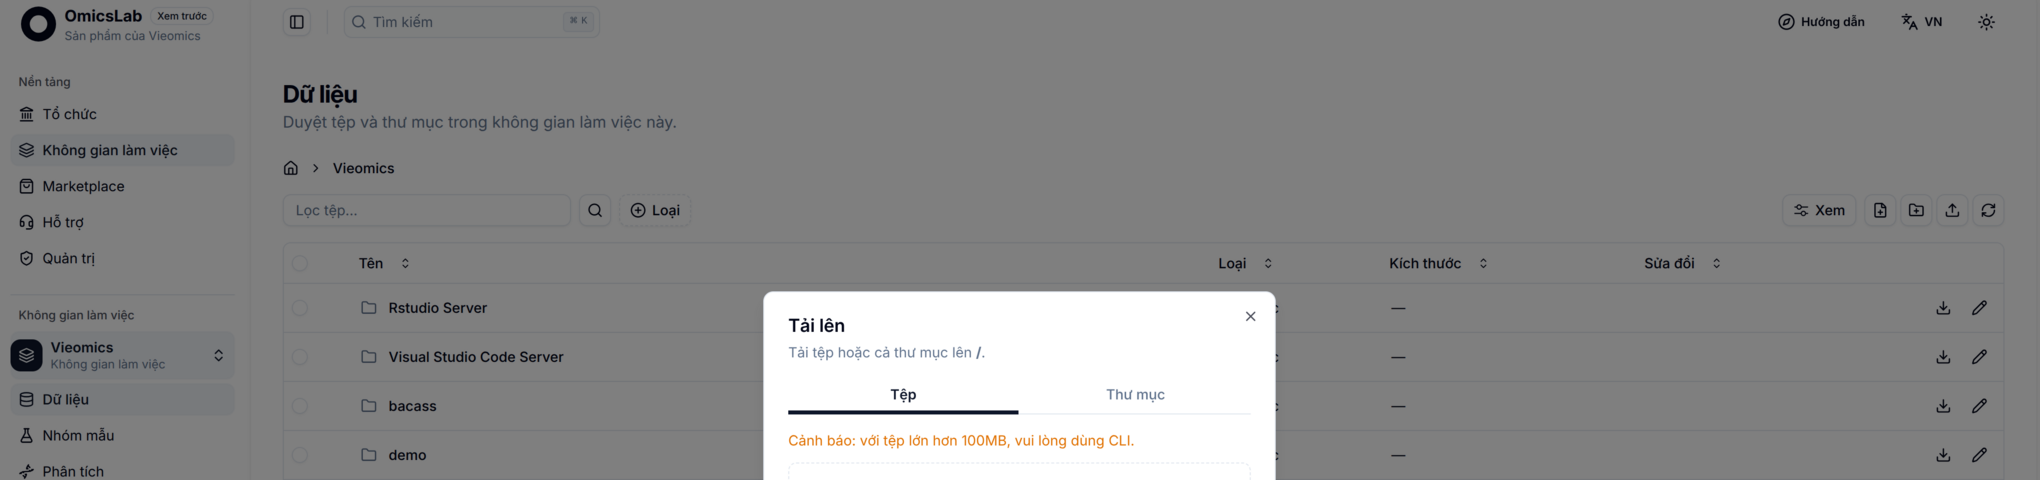 OmicsLab Xem trước
Sản phẩm của Vieomics
Tìm kiếm ⌘ K
Hướng dẫn VN
Nền tảng
Tổ chức
Không gian làm việc
Marketplace
Hỗ trợ
Quản trị
Không gian làm việc
Vieomics
Không gian làm việc
Dữ liệu
Nhóm mẫu
Phân tích
Dữ liệu
Duyệt tệp và thư mục trong không gian làm việc này.
Vieomics
Lọc tệp... Loại Xem
Tên Loại Kích thước Sửa đổi
Rstudio Server —
Visual Studio Code Server —
bacass —
demo —
Tải lên
Tải tệp hoặc cả thư mục lên /.
Tệp Thư mục
Cảnh báo: với tệp lớn hơn 100MB, vui lòng dùng CLI.